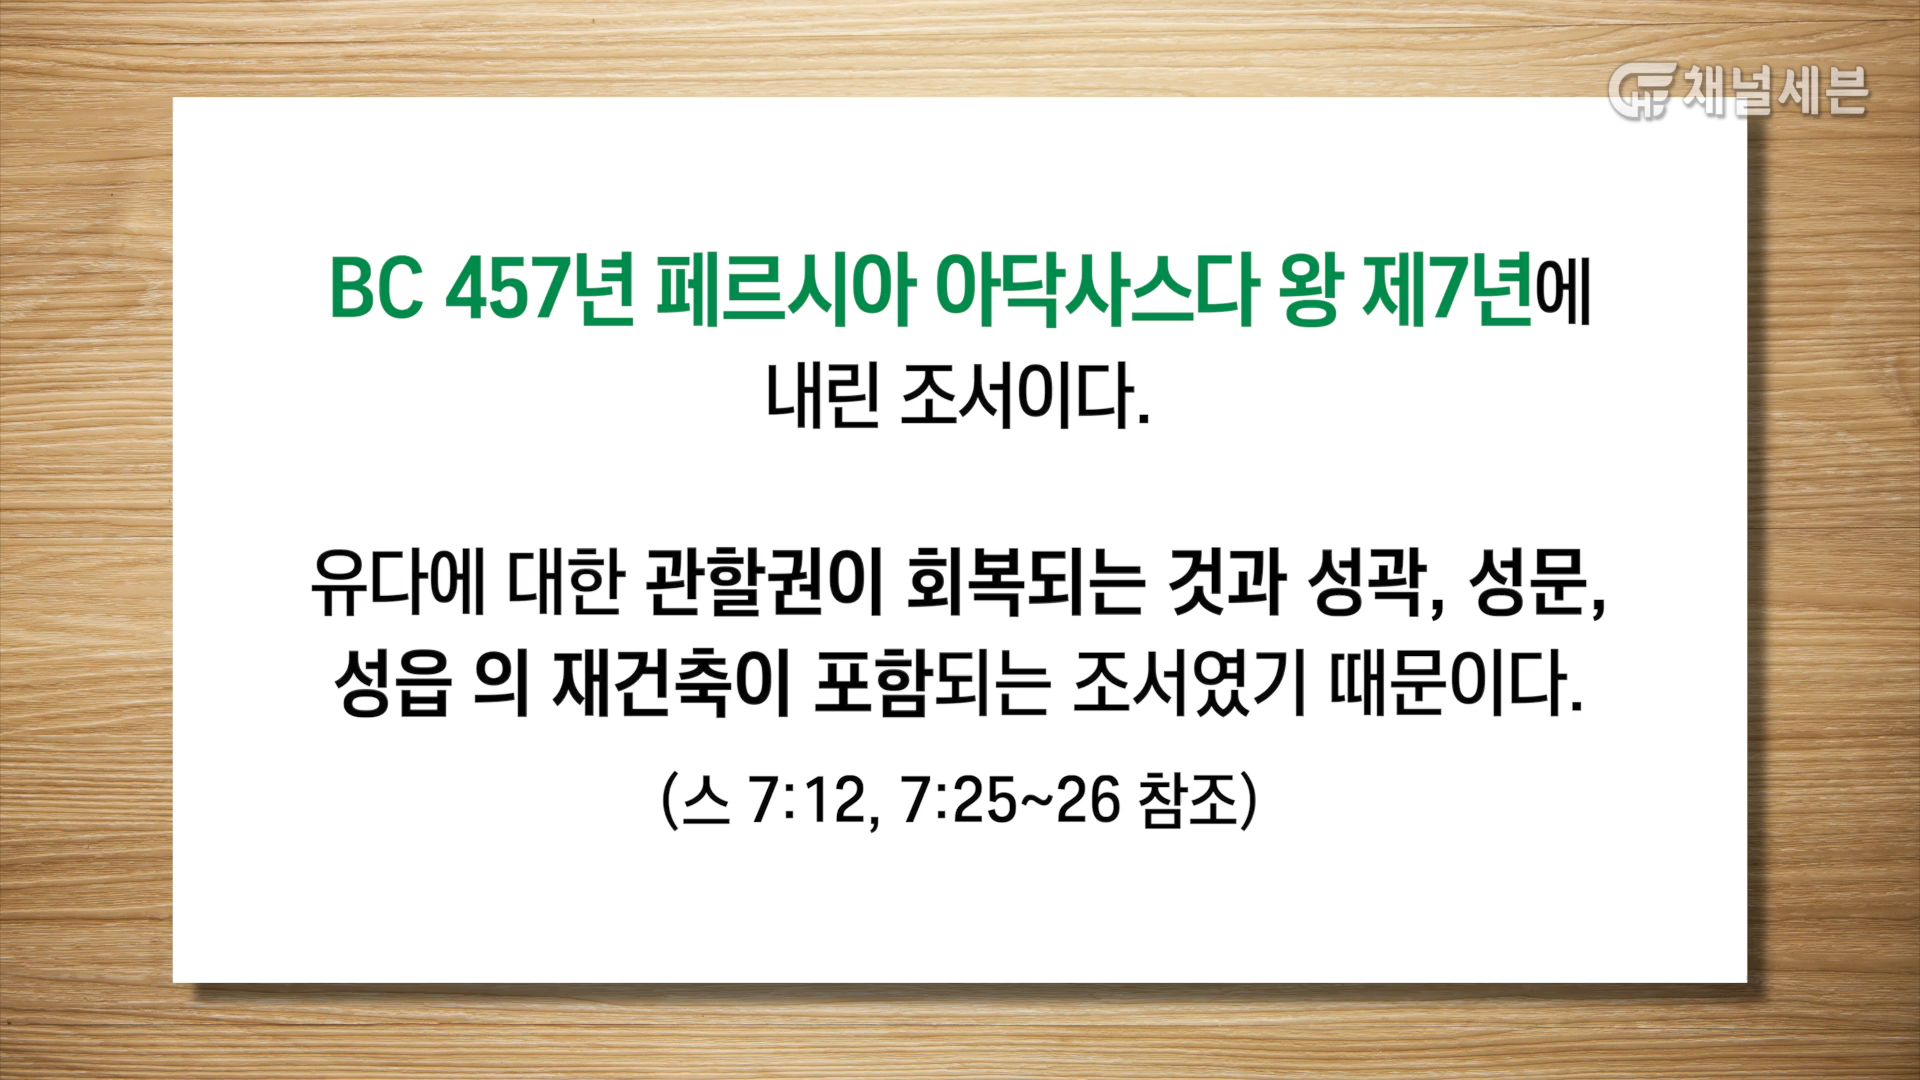 채널세븐
BC 457년 페르시아 아닥사스다 왕 제7년에
내린 조서이다.
유다에 대한 관할권이 회복되는 것과 성곽, 성문,
성읍 의 재건축이 포함되는 조서였기 때문이다.
(스 7:12, 7:25~26 참조)